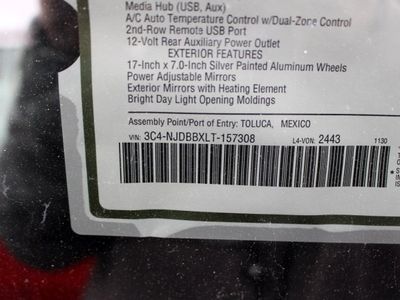 Media Hub (USB, Aux)
A/C Auto Temperature Control w/Dual-Zone Control
2nd-Row Remote USB Port
12-Volt Rear Auxiliary Power Outlet
EXTERIOR FEATURES
17-Inch x 7.0-Inch Silver Painted Aluminum Wheels
Power Adjustable Mirrors
Exterior Mirrors with Heating Element
Bright Day Light Opening Moldings
Assembly Point/Port of Entry: TOLUCA, MEXICO
VIN: 3C4-NJDBBXLT-157308 L4-VON: 2443 1130